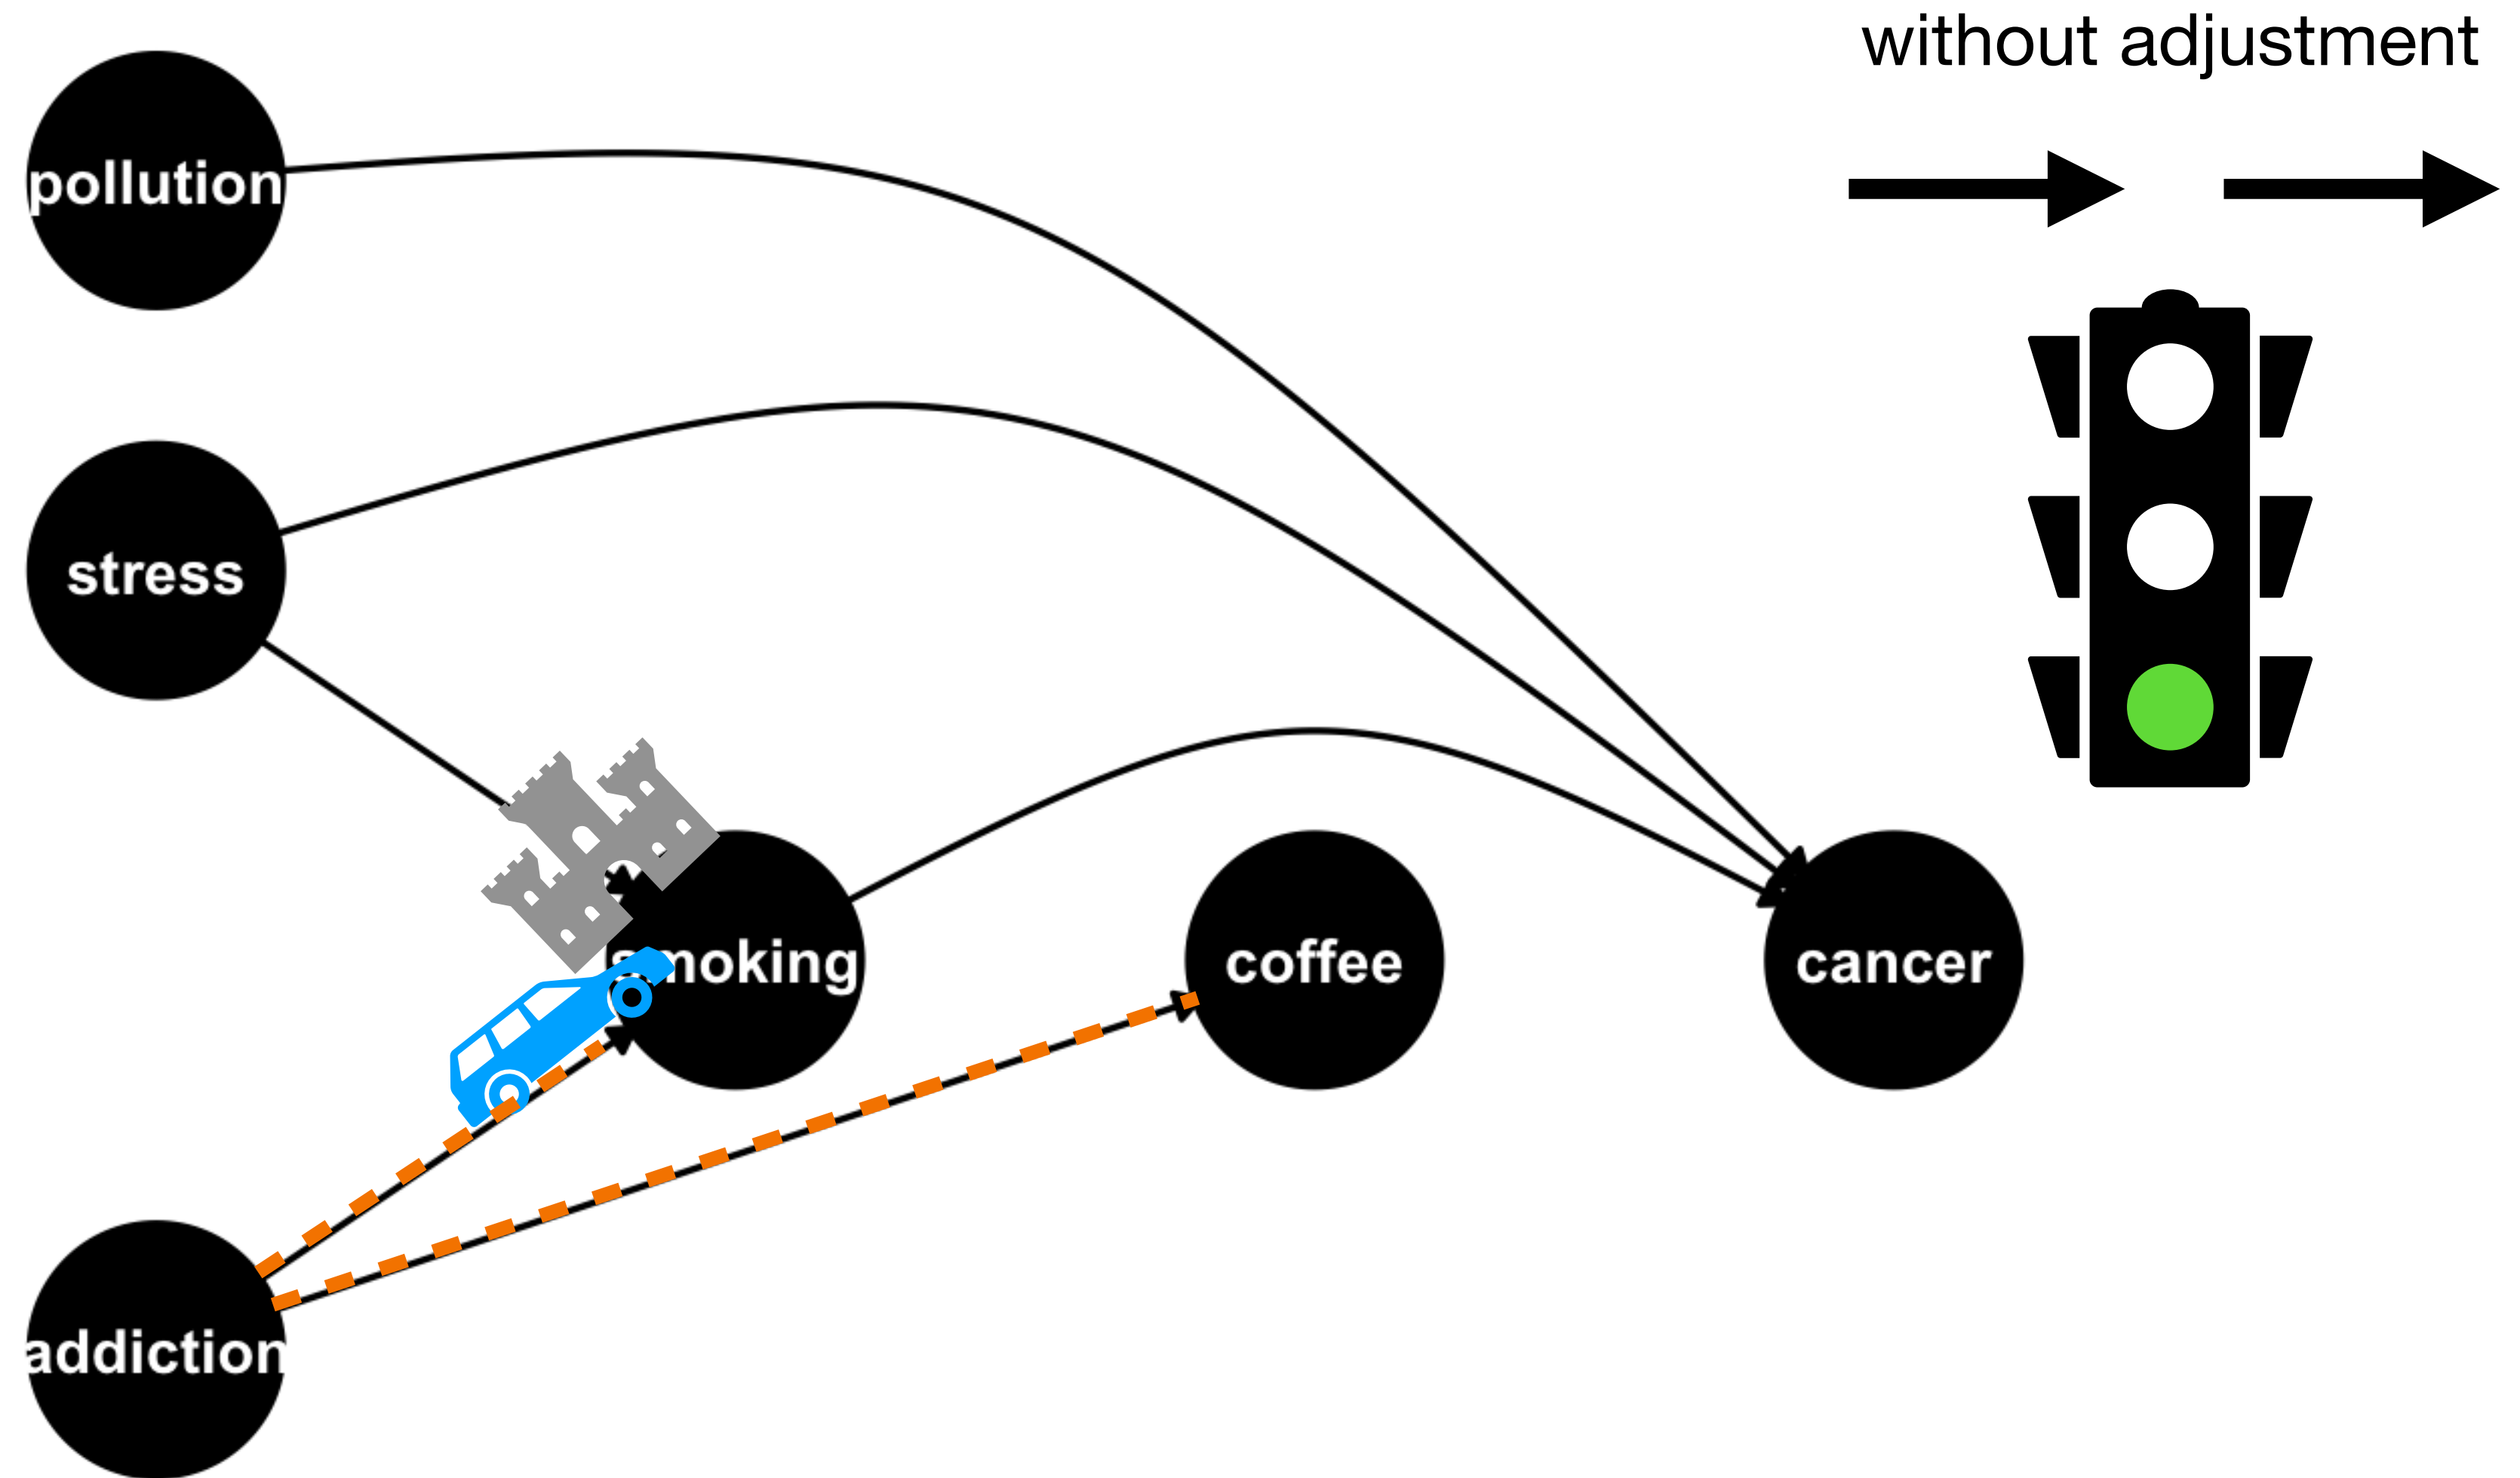 without adjustment
pollution
stress
smoking
coffee
cancer
addiction